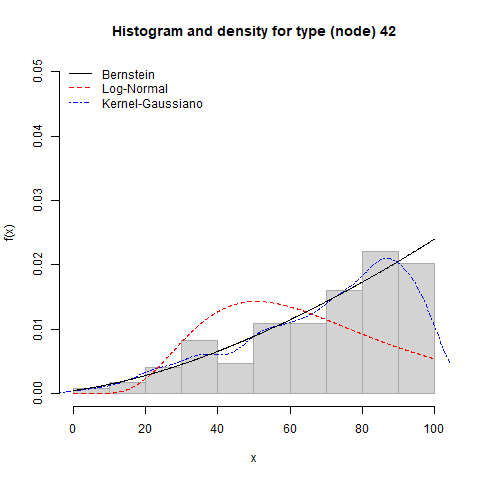 Histogram and density for type (node) 42
Bernstein
Log-Normal
Kernel-Gaussiano
0.05
0.04
0.03
0.02
0.01
0.00
f(x)
0 20 40 60 80 100
x